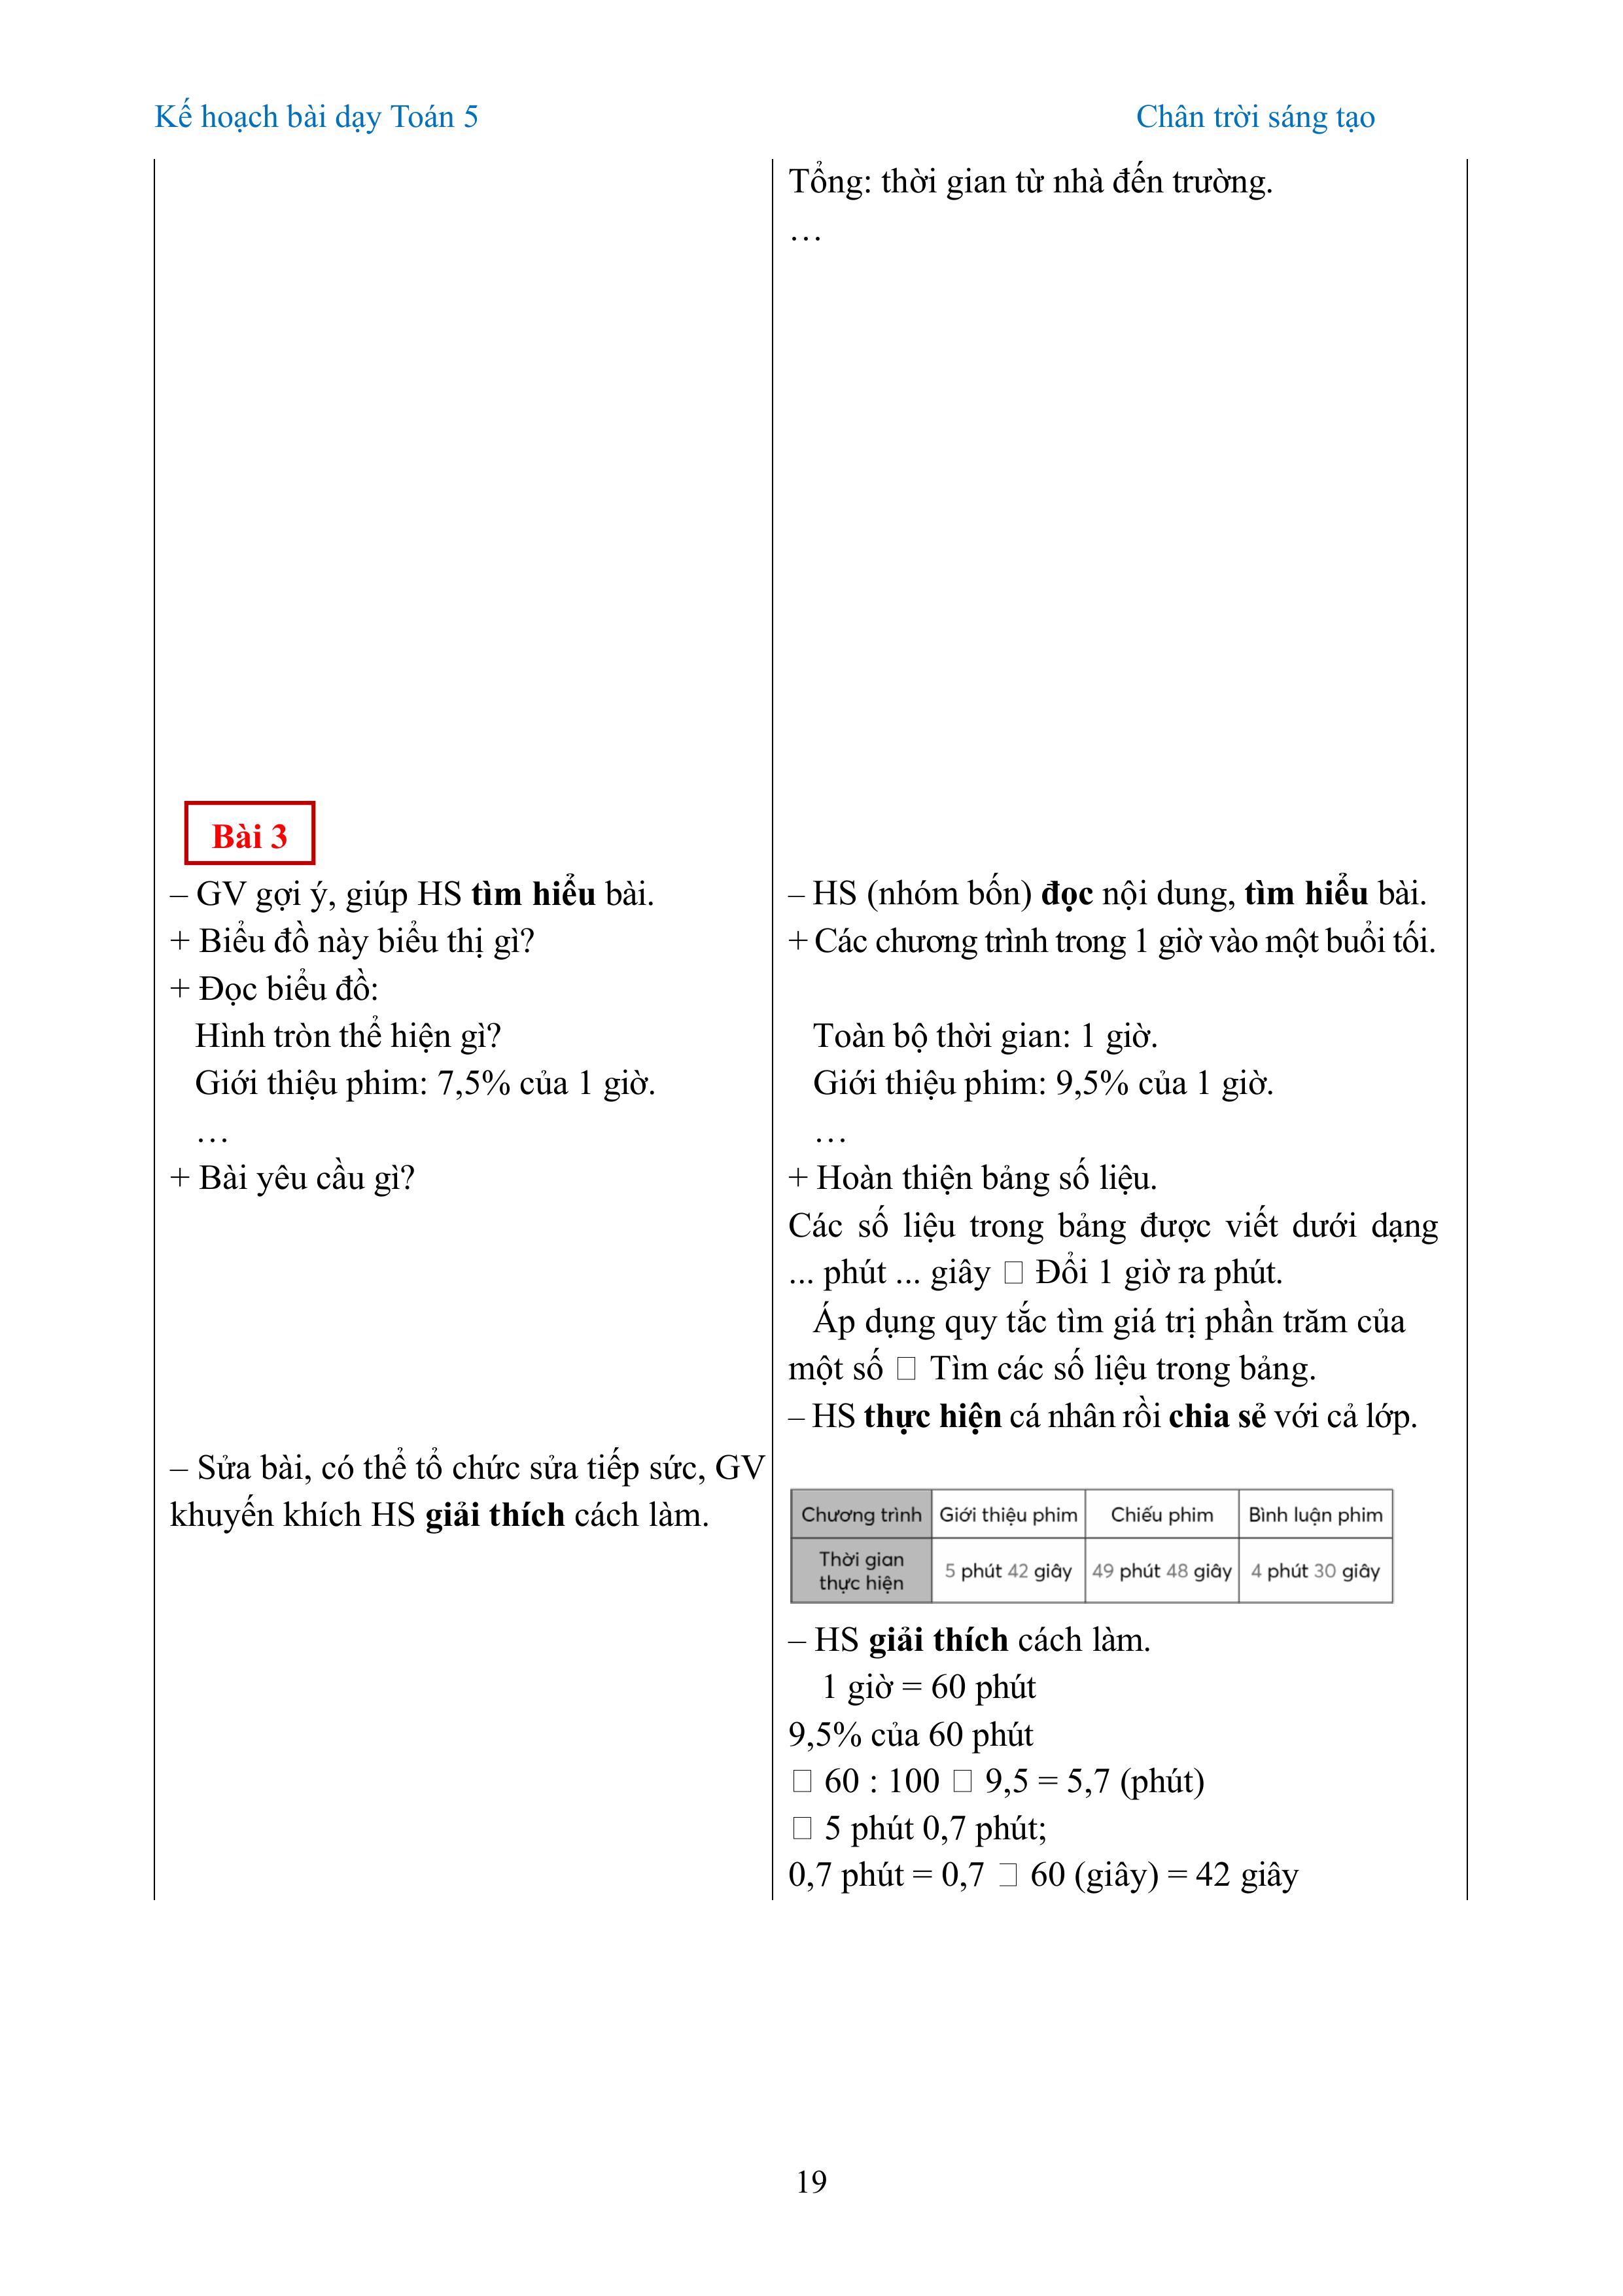 Kế hoạch bài dạy Toán 5
Chân trời sáng tạo
Tổng: thời gian từ nhà đến trường.
…
Bài 3
– GV gợi ý, giúp HS tìm hiểu bài.
+ Biểu đồ này biểu thị gì?
+ Đọc biểu đồ:
Hình tròn thể hiện gì?
Giới thiệu phim: 7,5% của 1 giờ.
…
+ Bài yêu cầu gì?
– Sửa bài, có thể tổ chức sửa tiếp sức, GV
khuyến khích HS giải thích cách làm.
– HS (nhóm bốn) đọc nội dung, tìm hiểu bài.
+ Các chương trình trong 1 giờ vào một buổi tối.
Toàn bộ thời gian: 1 giờ.
Giới thiệu phim: 9,5% của 1 giờ.
…
+ Hoàn thiện bảng số liệu.
Các số liệu trong bảng được viết dưới dạng
... phút ... giây □ Đổi 1 giờ ra phút.
Áp dụng quy tắc tìm giá trị phần trăm của
một số □ Tìm các số liệu trong bảng.
– HS thực hiện cá nhân rồi chia sẻ với cả lớp.
Chương trình Giới thiệu phim Chiếu phim Bình luận phim
Thời gian
thực hiện
5 phút 42 giây 49 phút 48 giây 4 phút 30 giây
– HS giải thích cách làm.
1 giờ = 60 phút
9,5% của 60 phút
□ 60 : 100 □ 9,5 = 5,7 (phút)
□ 5 phút 0,7 phút;
0,7 phút = 0,7 □ 60 (giây) = 42 giây
19